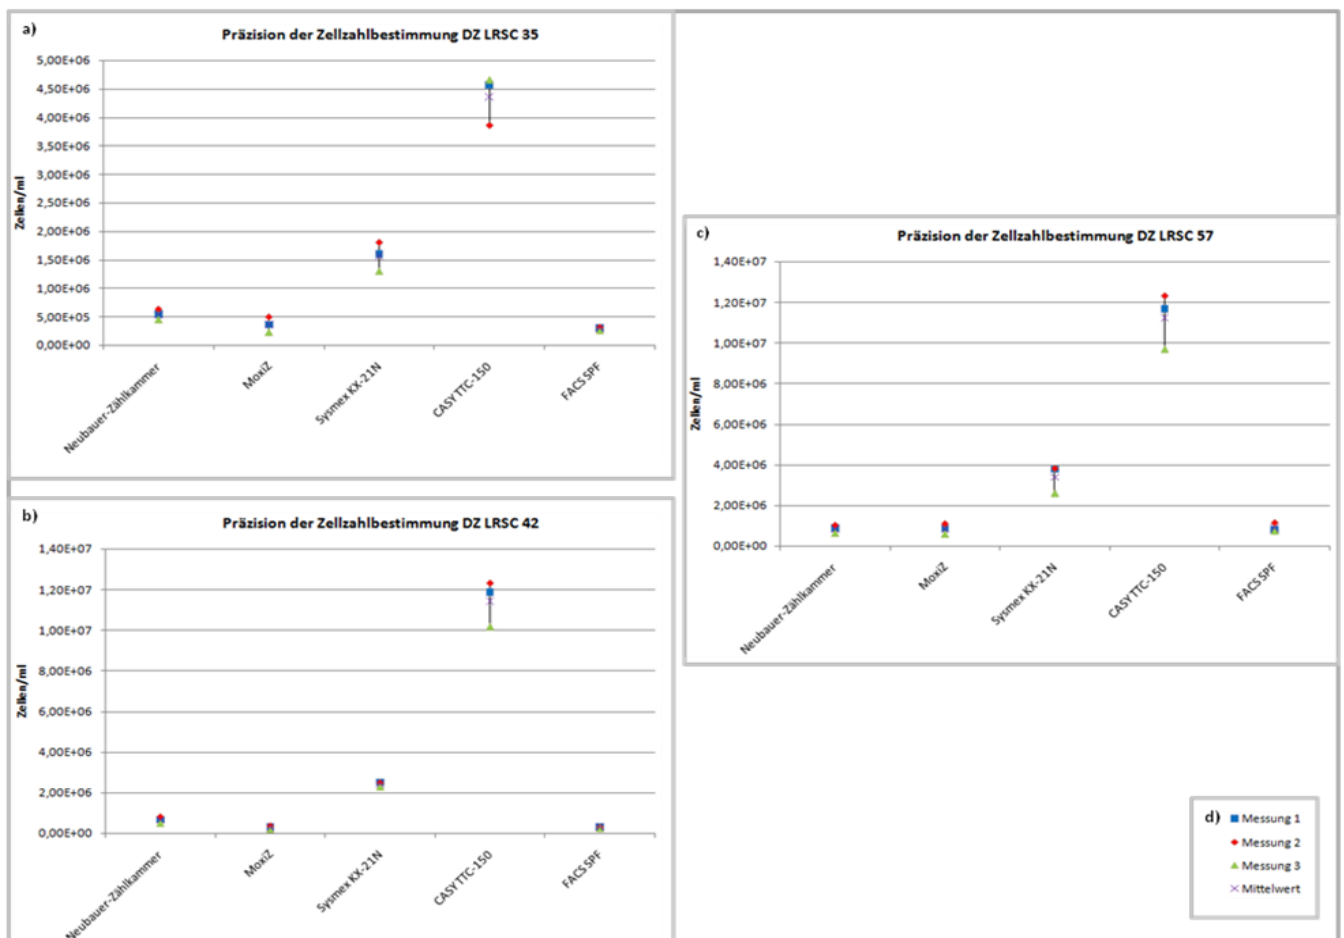 a)
Präzision der Zellzahlbestimmung DZ LRSC 35
5,00E+06
4,50E+06
4,00E+06
3,50E+06
3,00E+06
2,50E+06
2,00E+06
1,50E+06
1,00E+06
5,00E+05
0,00E+00
Zellen/ml
Neubauer-Zählkammer
MoxiZ
Sysmex KX-21N
CASY TTC-150
FACS SPF
b)
Präzision der Zellzahlbestimmung DZ LRSC 42
1,40E+07
1,20E+07
1,00E+07
8,00E+06
6,00E+06
4,00E+06
2,00E+06
0,00E+00
Zellen/ml
Neubauer-Zählkammer
MoxiZ
Sysmex KX-21N
CASY TTC-150
FACS SPF
c)
Präzision der Zellzahlbestimmung DZ LRSC 57
1,40E+07
1,20E+07
1,00E+07
8,00E+06
6,00E+06
4,00E+06
2,00E+06
0,00E+00
Zellen/ml
Neubauer-Zählkammer
MoxiZ
Sysmex KX-21N
CASY TTC-150
FACS SPF
d)
Messung 1
Messung 2
Messung 3
Mittelwert